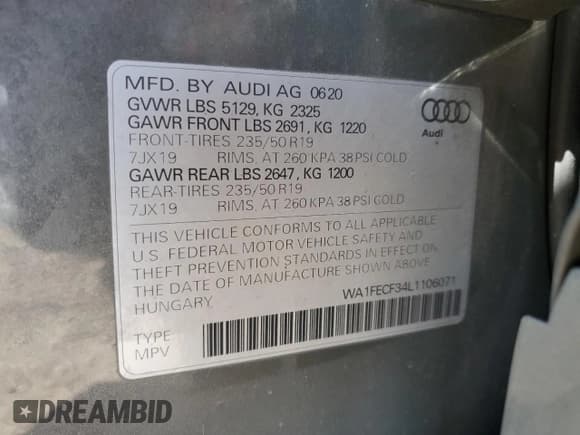 MFD. BY AUDI AG 0620
GVWR LBS 5129, KG 2325
GAWR FRONT LBS 2691, KG 1220
FRONT-TIRES 235/50 R19
7JX19 RIMS, AT 260 KPA 38 PSI COLD
GAWR REAR LBS 2647, KG 1200
REAR-TIRES 235/50 R19
7JX19 RIMS, AT 260 KPA 38 PSI COLD
Audi
THIS VEHICLE CONFORMS TO ALL APPLICABLE
U.S. FEDERAL MOTOR VEHICLE SAFETY AND
THEFT PREVENTION STANDARDS IN EFFECT ON
THE DATE OF MANUFACTURE SHOWN ABOVE
HUNGARY.
WA1FECF34L1106071
TYPE
MPV
DREAMBID